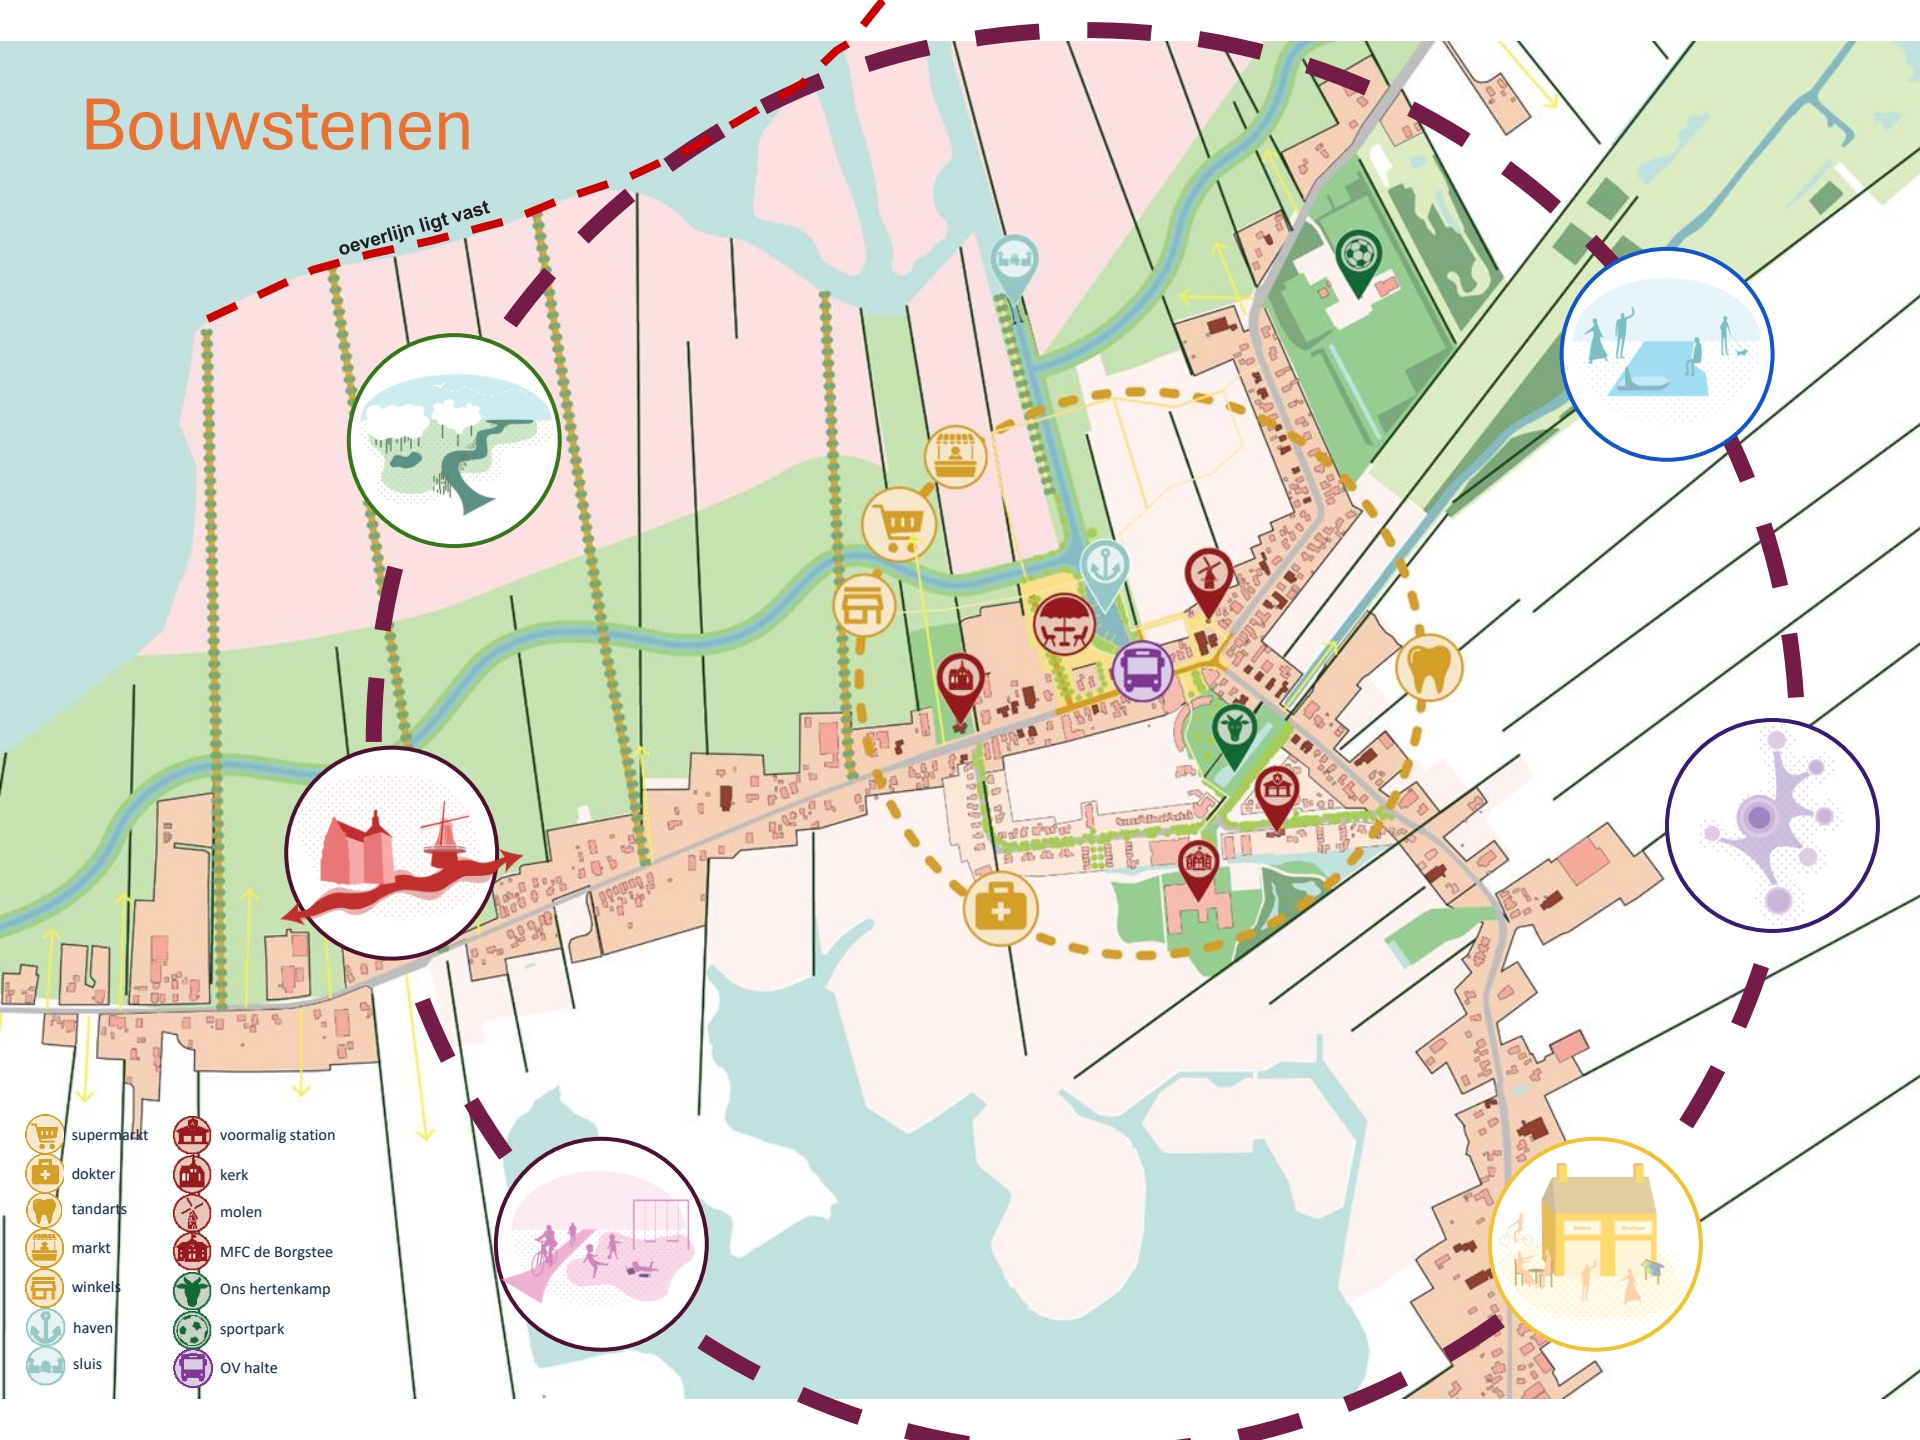 Bouwstenen
oeverlijn ligt vast
supermarkt
dokter
tandarts
markt
winkels
haven
sluis
voormalig station
kerk
molen
MFC de Borgstee
Ons hertenkamp
sportpark
OV halte